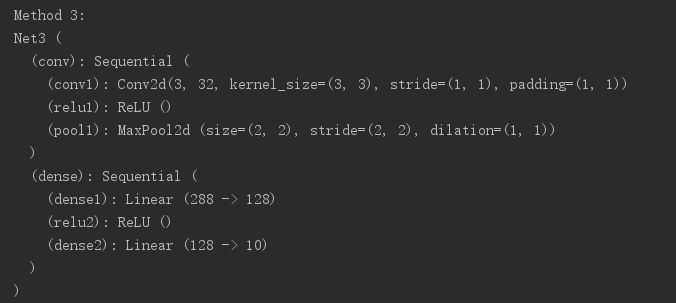 Method 3:
Net3 (
  (conv): Sequential (
    (conv1): Conv2d(3, 32, kernel_size=(3, 3), stride=(1, 1), padding=(1, 1))
    (relu1): ReLU ()
    (pool1): MaxPool2d (size=(2, 2), stride=(2, 2), dilation=(1, 1))
  )
  (dense): Sequential (
    (dense1): Linear (288 -> 128)
    (relu2): ReLU ()
    (dense2): Linear (128 -> 10)
  )
)